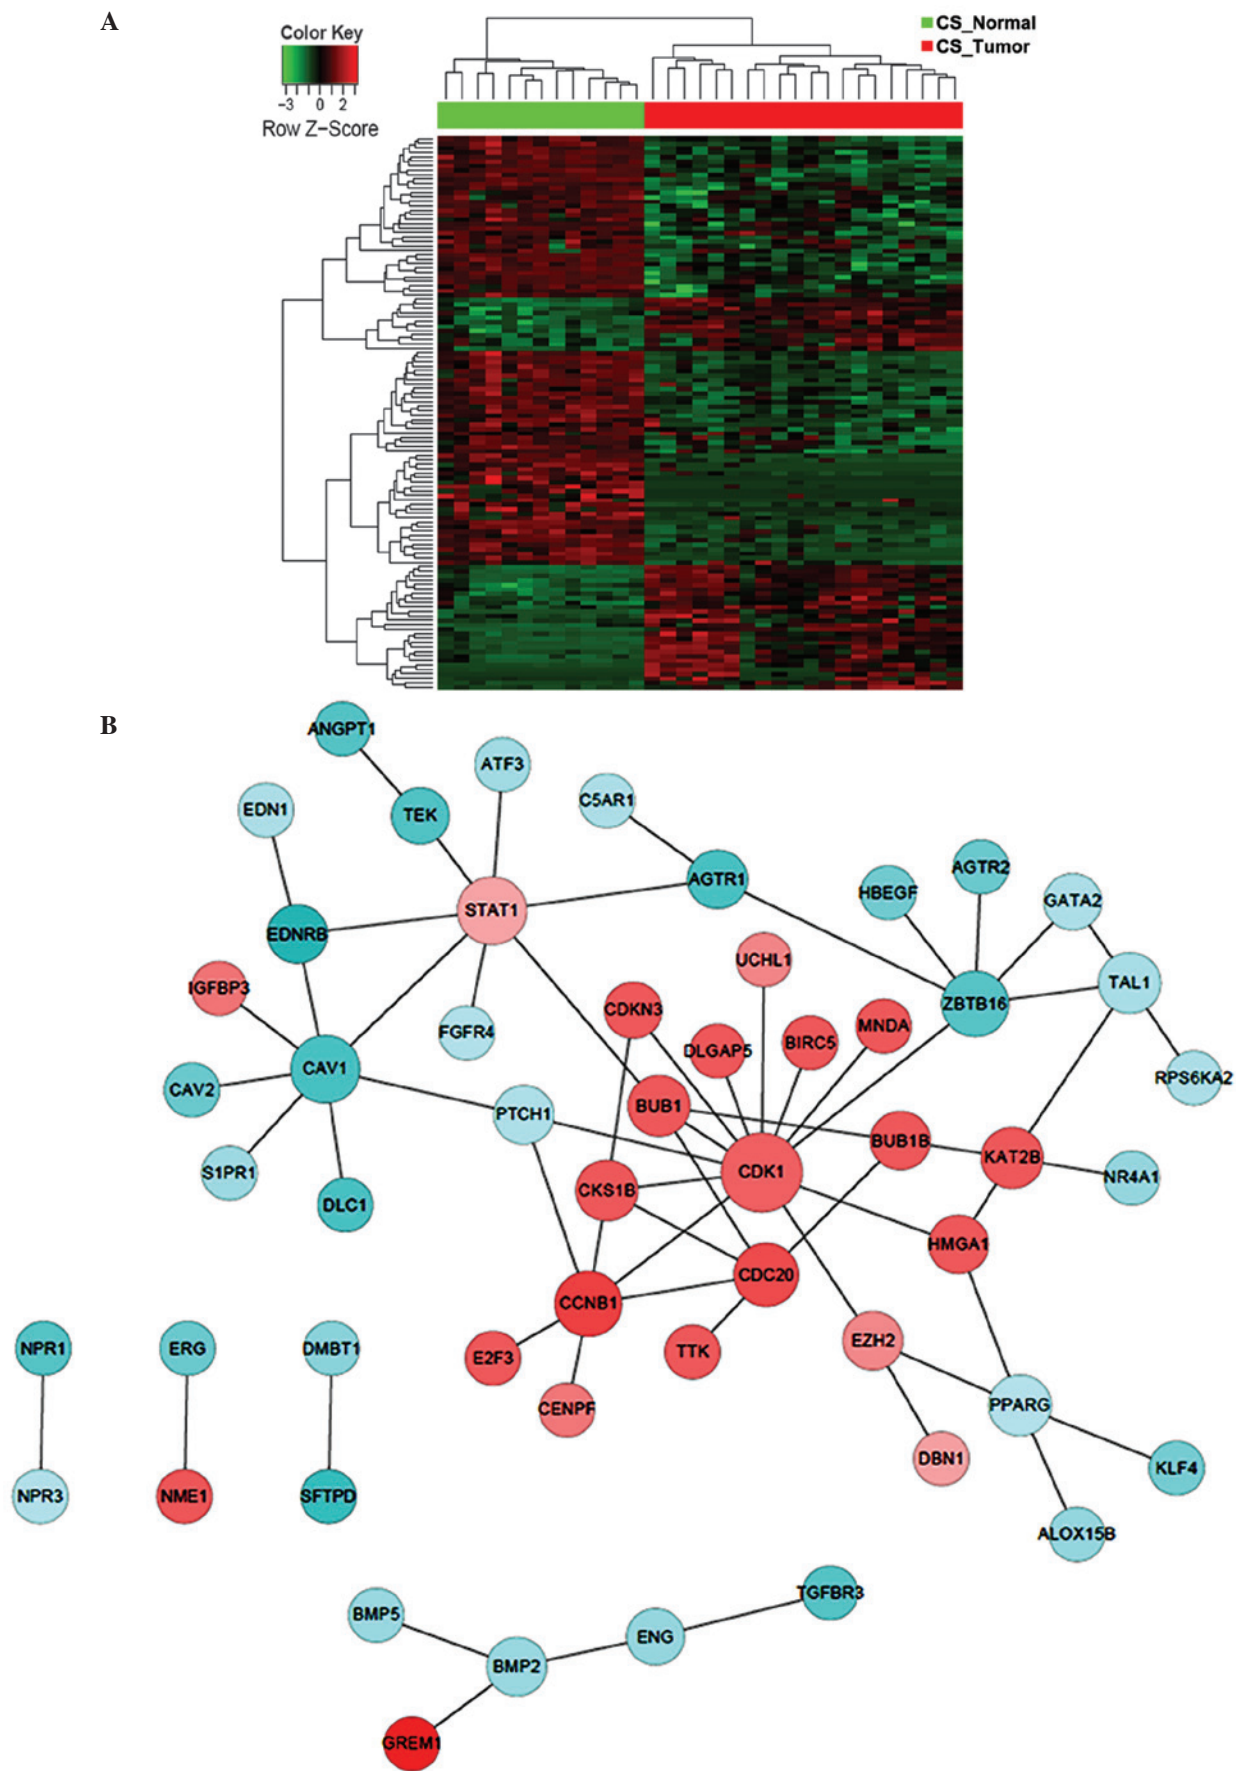 A
Color Key
−3 0 2
Row Z-Score
CS_Normal
CS_Tumor
B
ANGPT1
ATF3
EDN1
TEK
C5AR1
AGTR1
HBEGF
AGTR2
GATA2
STAT1
EDNRB
UCHL1
IGFBP3
CDKN3
TAL1
ZBTB16
FGFR4
DLGAP5
BIRC5
MNDA
CAV1
CAV2
PTCH1
BUB1
RPS6KA2
BUB1B
KAT2B
S1PR1
CDK1
NR4A1
DLC1
CKS1B
HMGA1
CDC20
CCNB1
NPR1
ERG
DMBT1
E2F3
TTK
EZH2
CENPF
PPARG
DBN1
KLF4
NPR3
NME1
SFTPD
ALOX15B
TGFBR3
BMP5
ENG
BMP2
GREM1